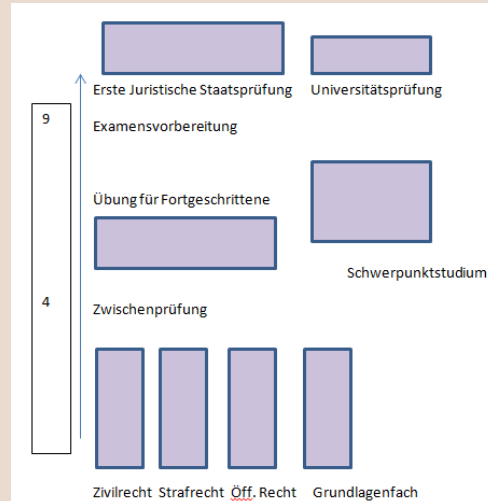 Erste Juristische Staatsprüfung
Universitätsprüfung
9
Examensvorbereitung
Übung für Fortgeschrittene
Schwerpunktstudium
4
Zwischenprüfung
Zivilrecht Strafrecht Öff. Recht Grundlagenfach